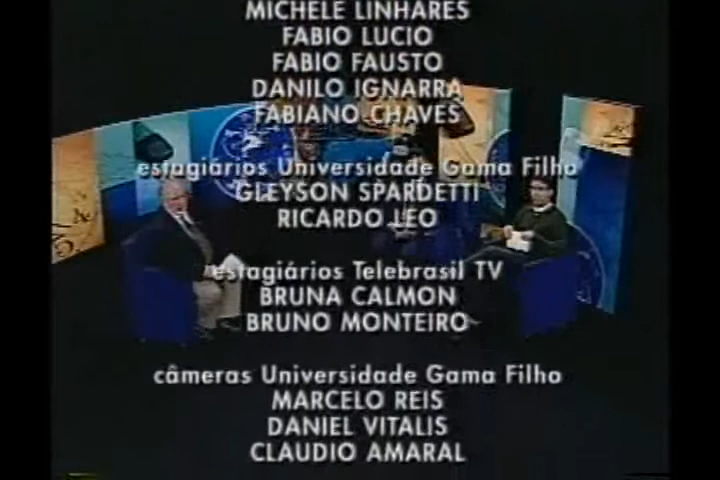 MICHELE LINHARES
FABIO LUCIO
FABIO FAUSTO
DANILO IGNARRA
FABIANO CHAVES
estagiários Universidade Gama Filho
GLEYSON SPARDETTI
RICARDO LEO
estagiários Telebrasil TV
BRUNA CALMON
BRUNO MONTEIRO
câmeras Universidade Gama Filho
MARCELO REIS
DANIEL VITALIS
CLAUDIO AMARAL